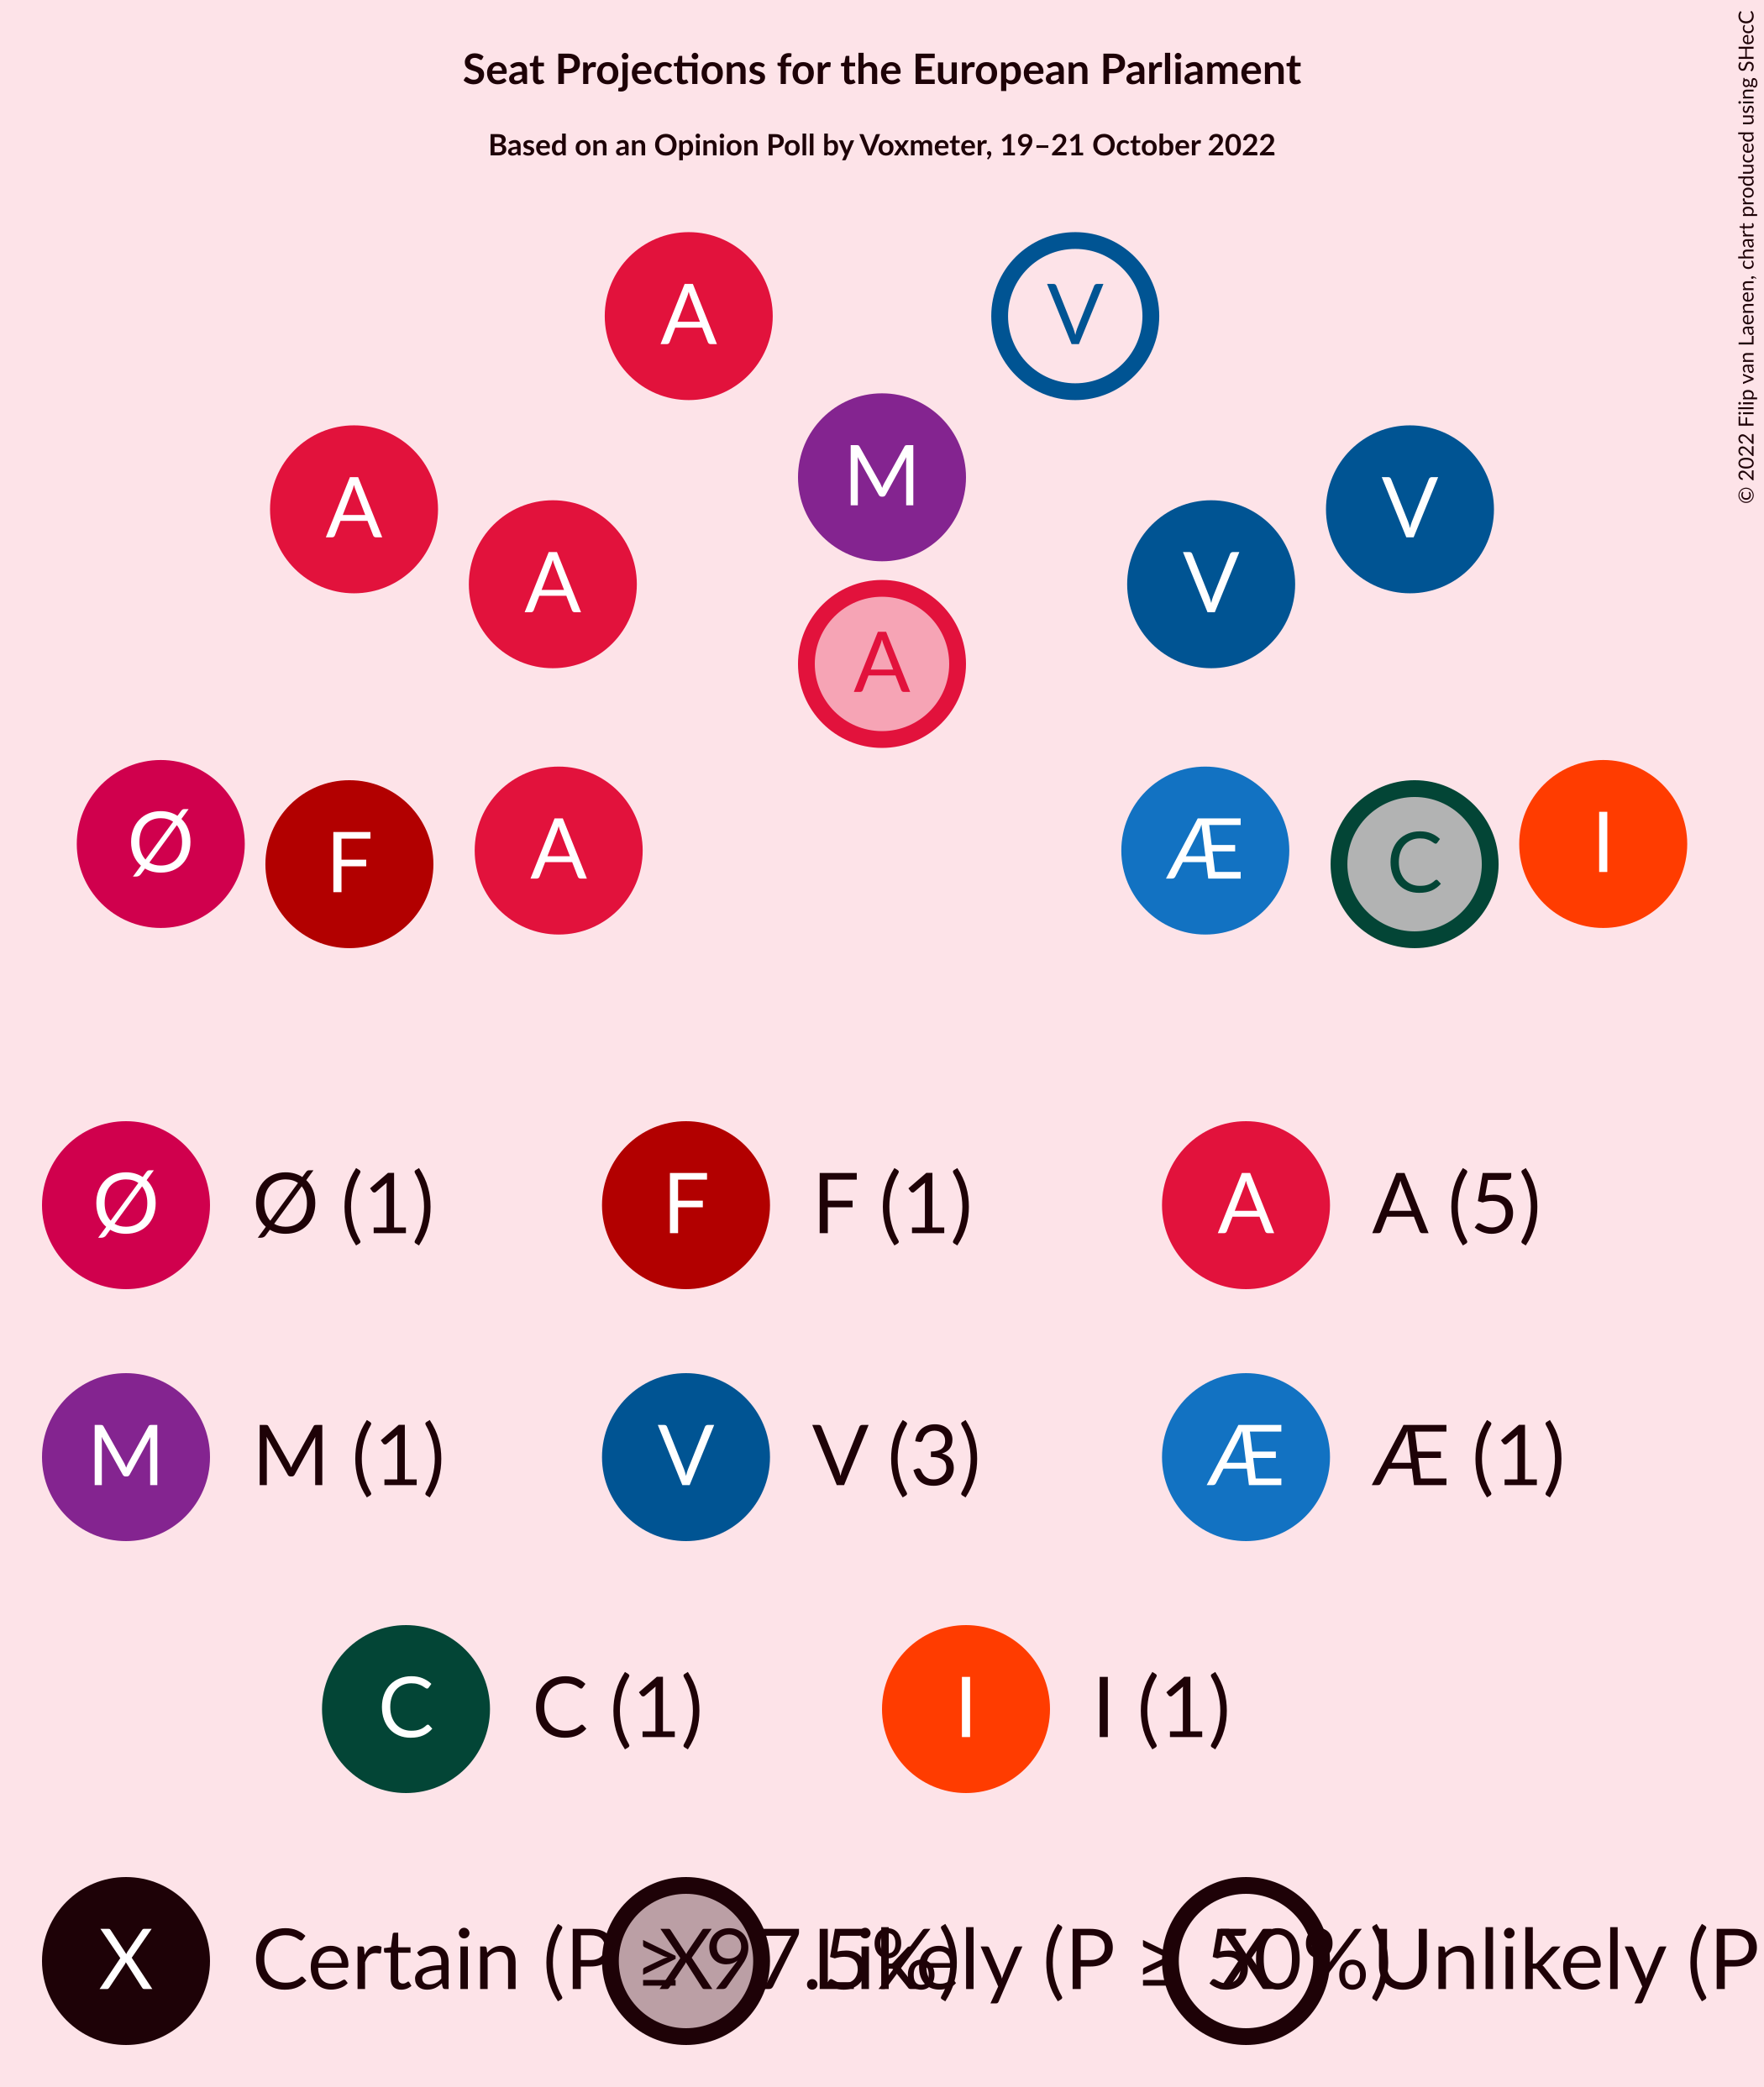 Seat Projections for the European Parliament
Based on an Opinion Poll by Voxmeter, 19–21 October 2022
© 2022 Filip van Laenen, chart produced using SHecC
A V
M
A V
A V
A
Ø I
F A Æ C
Ø Ø (1) F F (1) A A (5)
M M (1) V V (3) Æ Æ (1)
C C (1) I I (1)
X Certain (P ≥ 97.5%) X Likely (P ≥ 50%) X Unlikely (P